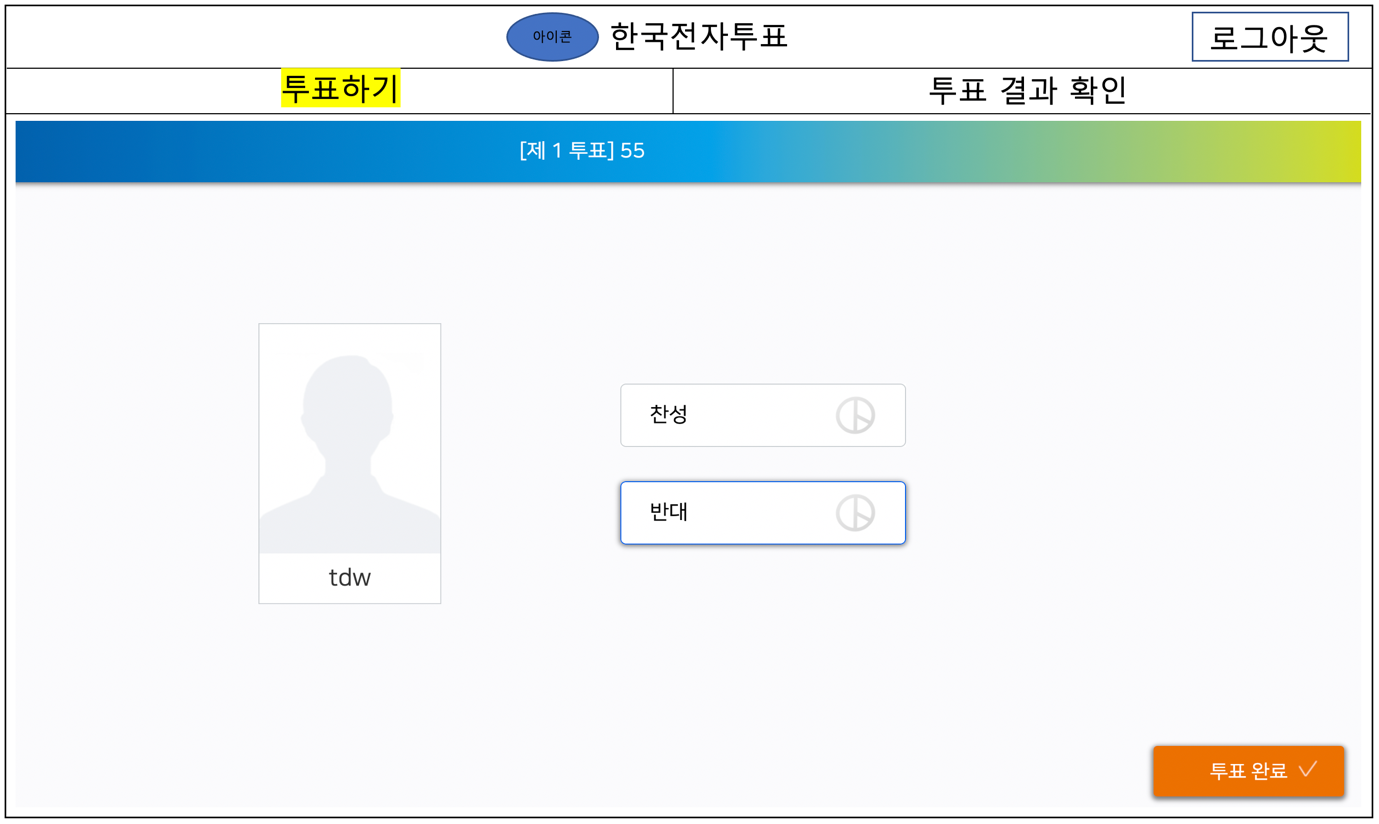 아이콘 한국전자투표 로그아웃
투표하기 투표 결과 확인
[제 1 투표] 55
찬성
반대
tdw
투표 완료